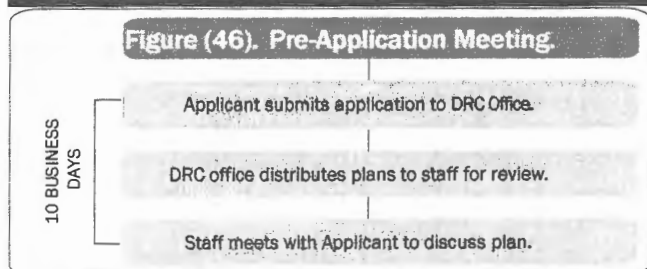 Figure (46). Pre-Application Meeting.
10 BUSINESS
DAYS
Applicant submits application to DRC Office.
DRC office distributes plans to staff for review.
Staff meets with Applicant to discuss plan.